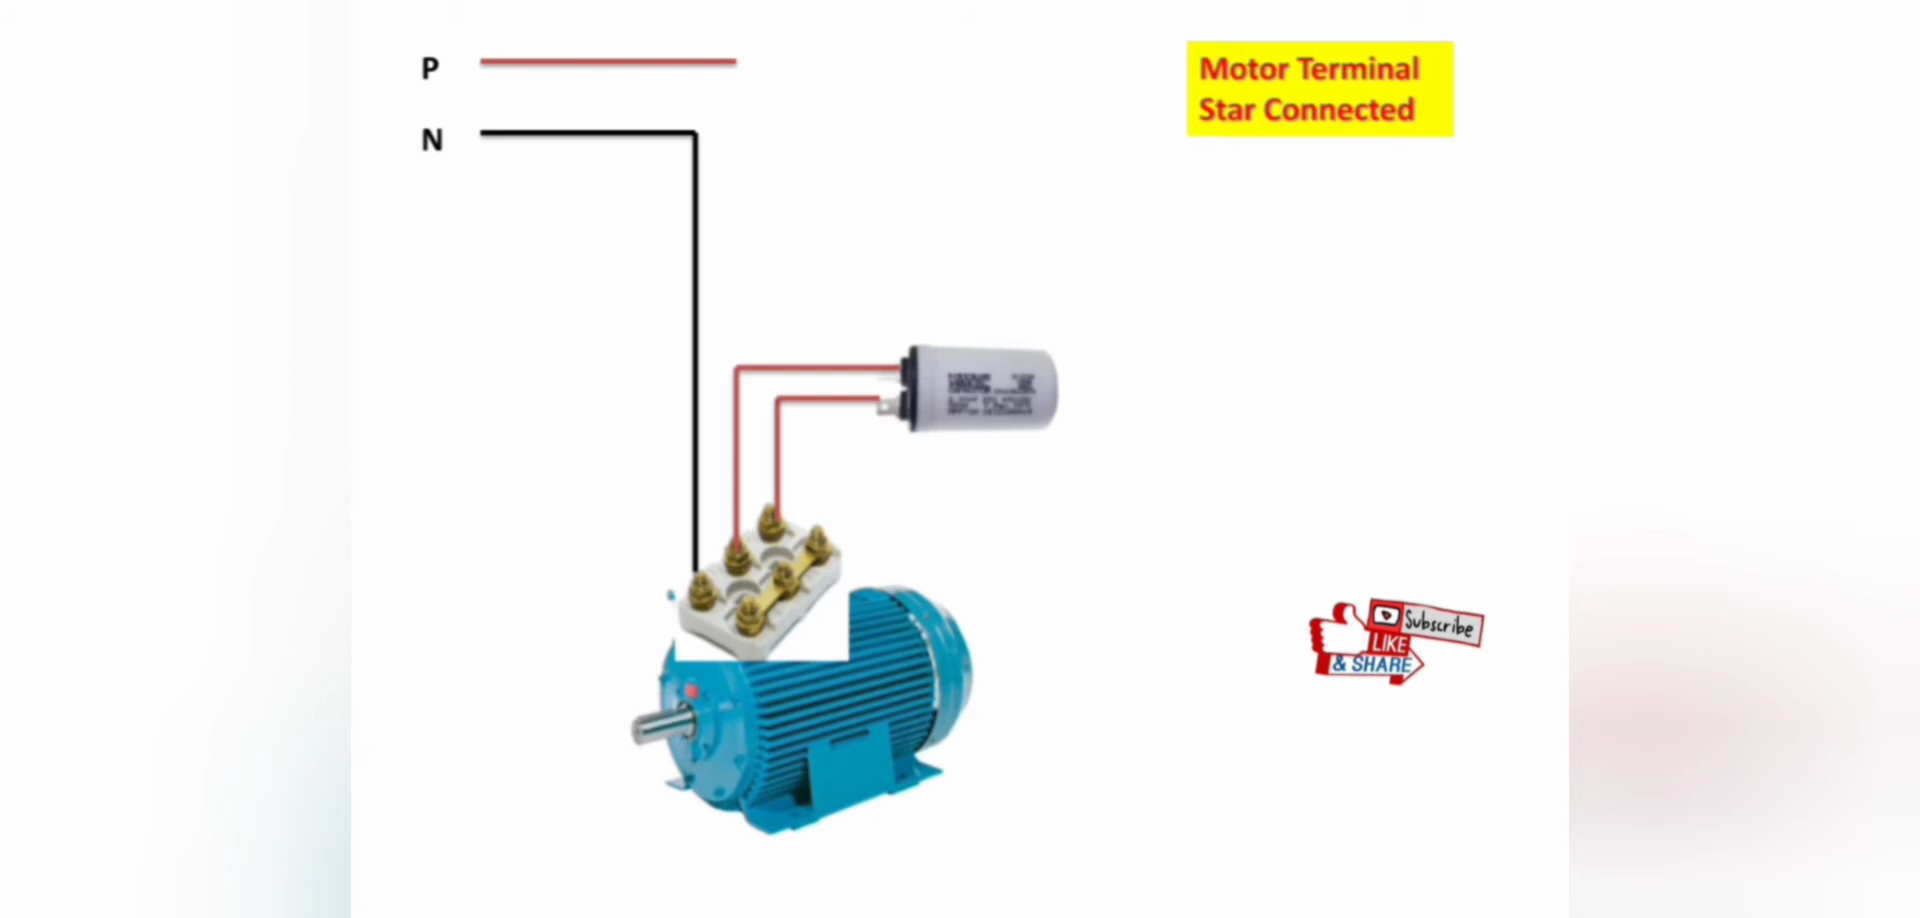 P
N
Motor Terminal
Star Connected
Subscribe
LIKE
& SHARE